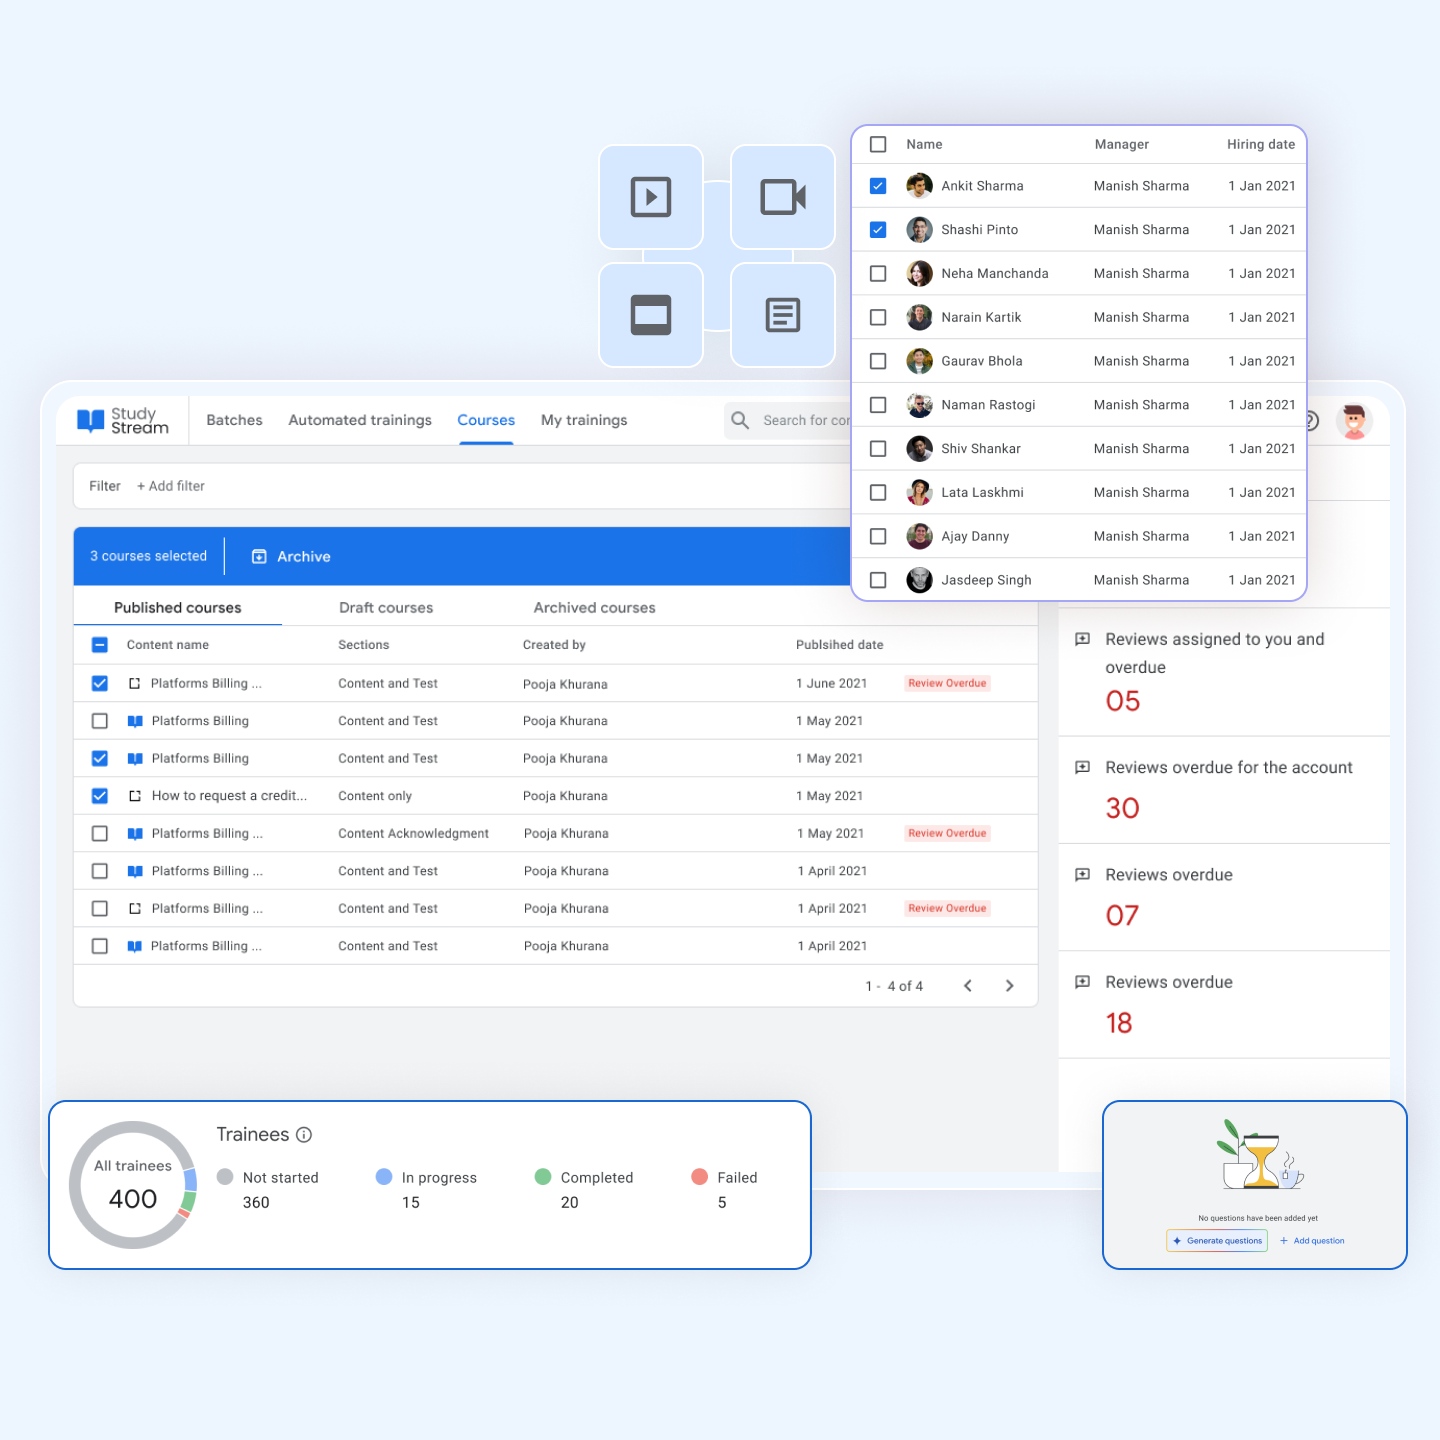 Name Manager Hiring date
Ankit Sharma Manish Sharma 1 Jan 2021
Shashi Pinto Manish Sharma 1 Jan 2021
Neha Manchanda Manish Sharma 1 Jan 2021
Narain Kartik Manish Sharma 1 Jan 2021
Gaurav Bhola Manish Sharma 1 Jan 2021
Naman Rastogi Manish Sharma 1 Jan 2021
Shiv Shankar Manish Sharma 1 Jan 2021
Lata Laskhmi Manish Sharma 1 Jan 2021
Ajay Danny Manish Sharma 1 Jan 2021
Jasdeep Singh Manish Sharma 1 Jan 2021
Study
Stream
Batches Automated trainings Courses My trainings Search for cor
Filter + Add filter
3 courses selected Archive
Published courses Draft courses Archived courses
Content name Sections Created by Publsihed date
Platforms Billing ... Content and Test Pooja Khurana 1 June 2021 Review Overdue
Platforms Billing Content and Test Pooja Khurana 1 May 2021
Platforms Billing Content and Test Pooja Khurana 1 May 2021
How to request a credit... Content only Pooja Khurana 1 May 2021
Platforms Billing ... Content Acknowledgment Pooja Khurana 1 May 2021 Review Overdue
Platforms Billing ... Content and Test Pooja Khurana 1 April 2021
Platforms Billing ... Content and Test Pooja Khurana 1 April 2021 Review Overdue
Platforms Billing ... Content and Test Pooja Khurana 1 April 2021
1 - 4 of 4
Reviews assigned to you and
overdue
05
Reviews overdue for the account
30
Reviews overdue
07
Reviews overdue
18
All trainees
400
Trainees
Not started In progress Completed Failed
360 15 20 5
No questions have been added yet
Generate questions + Add question